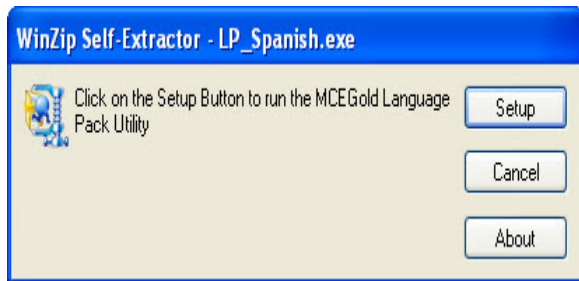 WinZip Self-Extractor - LP_Spanish.exe
Click on the Setup Button to run the MCEGold Language
Pack Utility
Setup
Cancel
About